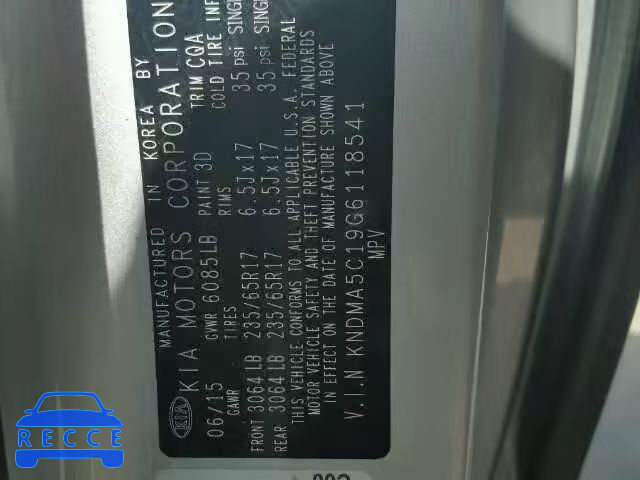 MANUFACTURED IN KOREA BY
KIA
KIA MOTORS CORPORATION
06/15 GVWR 6085LB PAINT 3D TRIM CQA
GAWR TIRES RIMS COLD TIRE INF
FRONT 3064LB 235/65R17 6.5Jx17 35 psi SINGL
REAR 3064LB 235/65R17 6.5Jx17 35 psi SINGL
THIS VEHICLE CONFORMS TO ALL APPLICABLE U.S.A. FEDERAL
MOTOR VEHICLE SAFETY AND THEFT PREVENTION STANDARDS
IN EFFECT ON THE DATE OF MANUFACTURE SHOWN ABOVE
V.I.N KNDMA5C19G6118541
MPV
RECCE